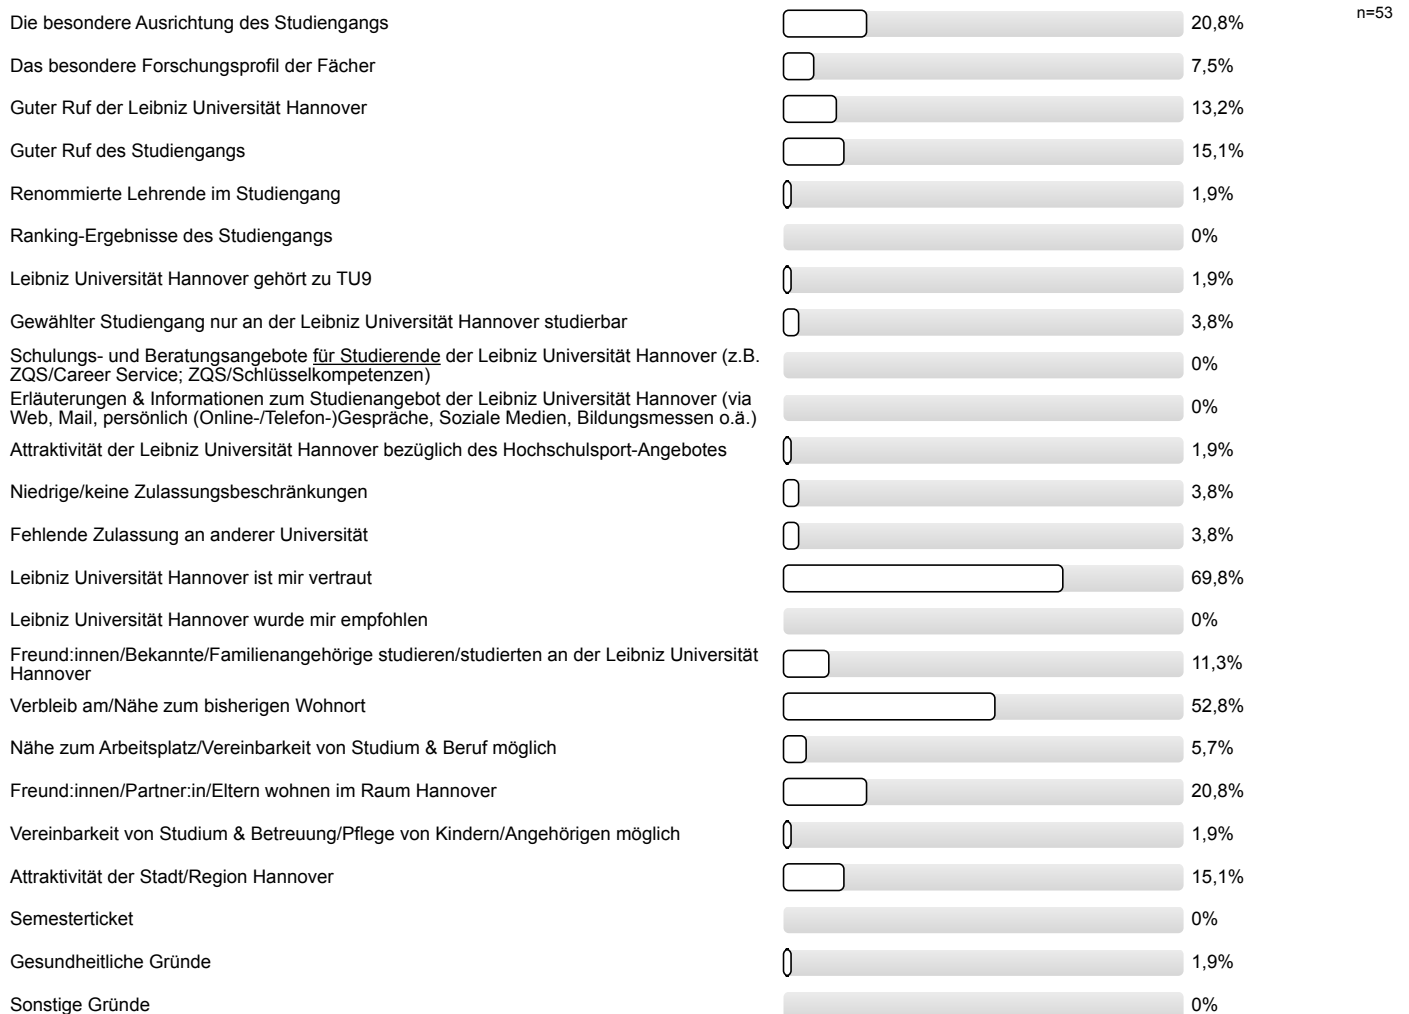 n=53
Die besondere Ausrichtung des Studiengangs 20,8%
Das besondere Forschungsprofil der Fächer 7,5%
Guter Ruf der Leibniz Universität Hannover 13,2%
Guter Ruf des Studiengangs 15,1%
Renommierte Lehrende im Studiengang 1,9%
Ranking-Ergebnisse des Studiengangs 0%
Leibniz Universität Hannover gehört zu TU9 1,9%
Gewählter Studiengang nur an der Leibniz Universität Hannover studierbar 3,8%
Schulungs- und Beratungsangebote für Studierende der Leibniz Universität Hannover (z.B.
ZQS/Career Service; ZQS/Schlüsselkompetenzen) 0%
Erläuterungen & Informationen zum Studienangebot der Leibniz Universität Hannover (via
Web, Mail, persönlich (Online-/Telefon-)Gespräche, Soziale Medien, Bildungsmessen o.ä.) 0%
Attraktivität der Leibniz Universität Hannover bezüglich des Hochschulsport-Angebotes 1,9%
Niedrige/keine Zulassungsbeschränkungen 3,8%
Fehlende Zulassung an anderer Universität 3,8%
Leibniz Universität Hannover ist mir vertraut 69,8%
Leibniz Universität Hannover wurde mir empfohlen 0%
Freund:innen/Bekannte/Familienangehörige studieren/studierten an der Leibniz Universität
Hannover 11,3%
Verbleib am/Nähe zum bisherigen Wohnort 52,8%
Nähe zum Arbeitsplatz/Vereinbarkeit von Studium & Beruf möglich 5,7%
Freund:innen/Partner:in/Eltern wohnen im Raum Hannover 20,8%
Vereinbarkeit von Studium & Betreuung/Pflege von Kindern/Angehörigen möglich 1,9%
Attraktivität der Stadt/Region Hannover 15,1%
Semesterticket 0%
Gesundheitliche Gründe 1,9%
Sonstige Gründe 0%